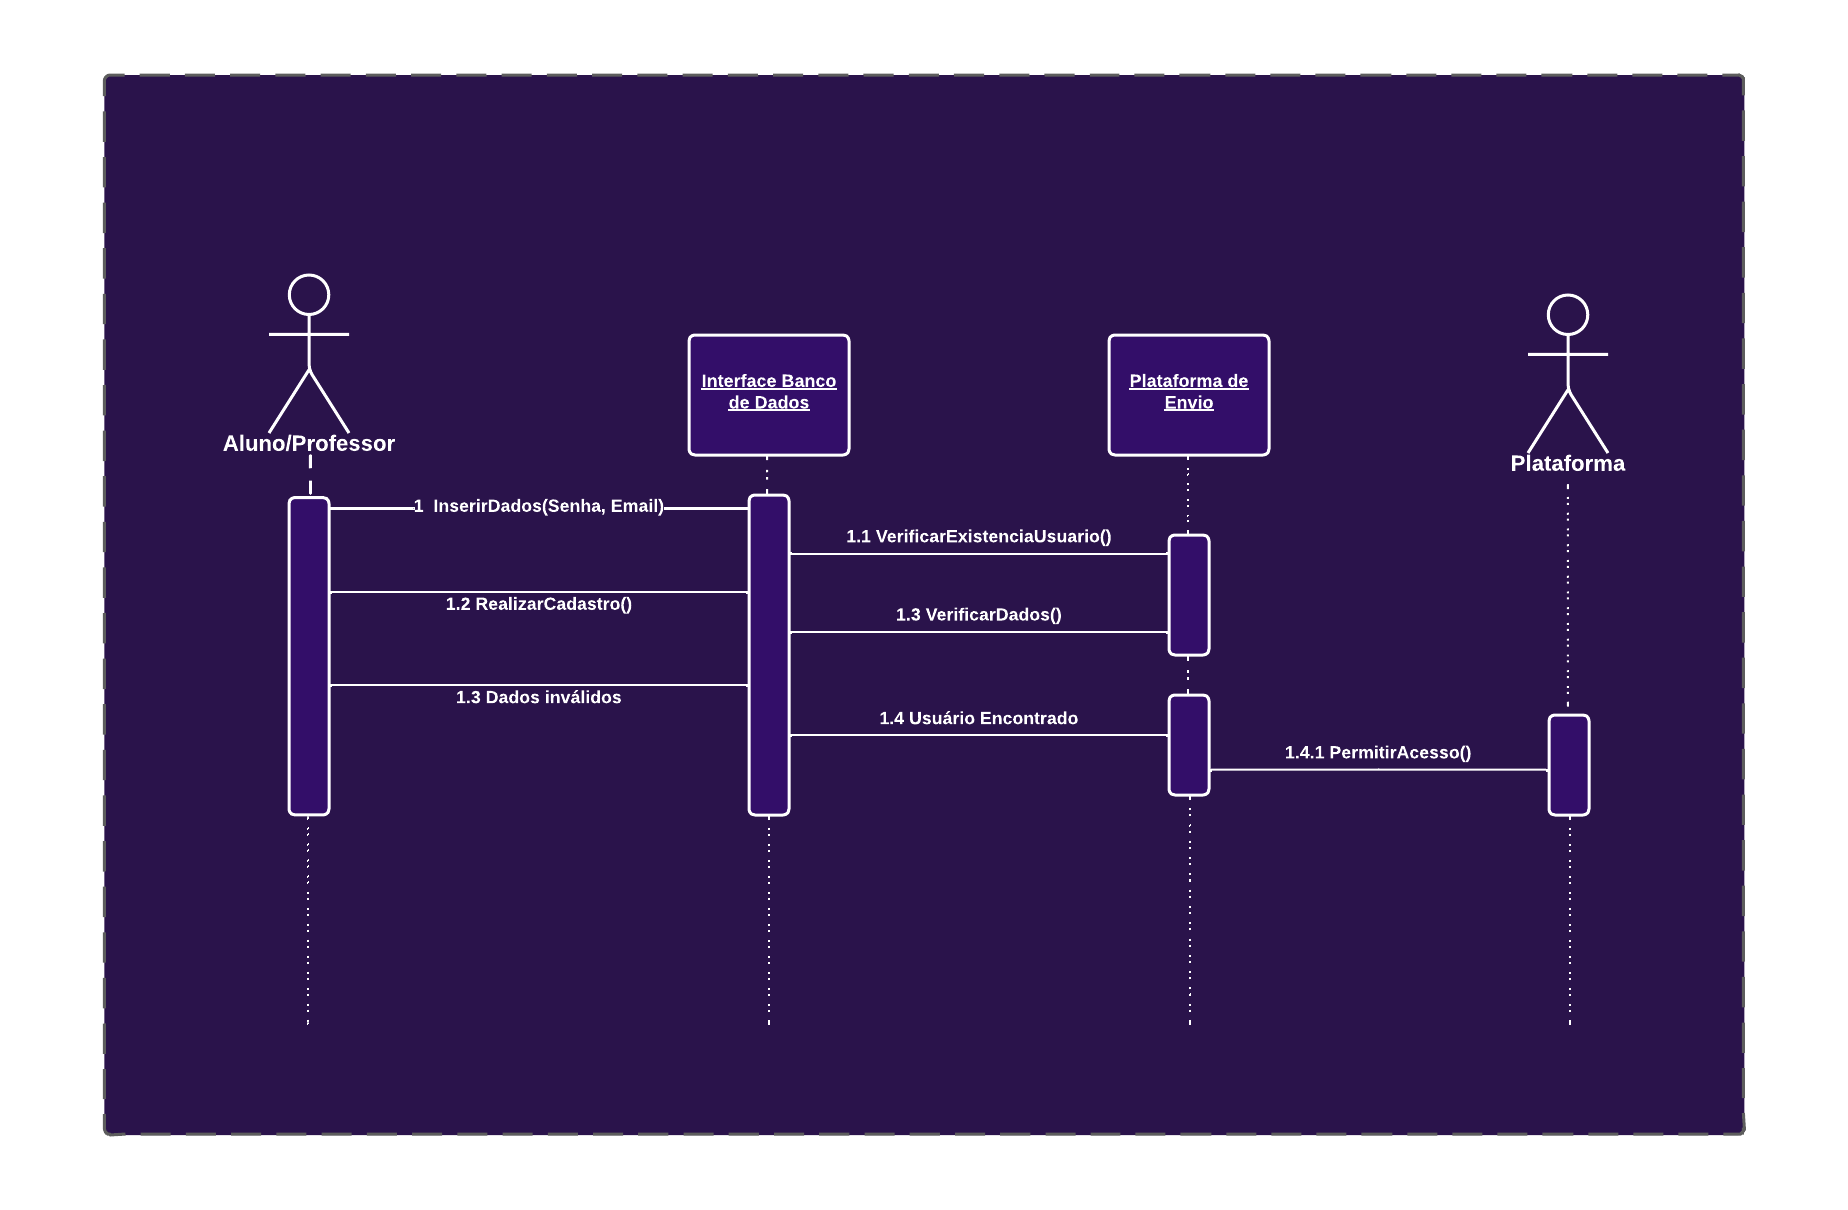 Aluno/Professor
Interface Banco
de Dados
Plataforma de
Envio
Plataforma
1  InserirDados(Senha, Email)
1.1 VerificarExistenciaUsuario()
1.2 RealizarCadastro()
1.3 VerificarDados()
1.3 Dados inválidos
1.4 Usuário Encontrado
1.4.1 PermitirAcesso()